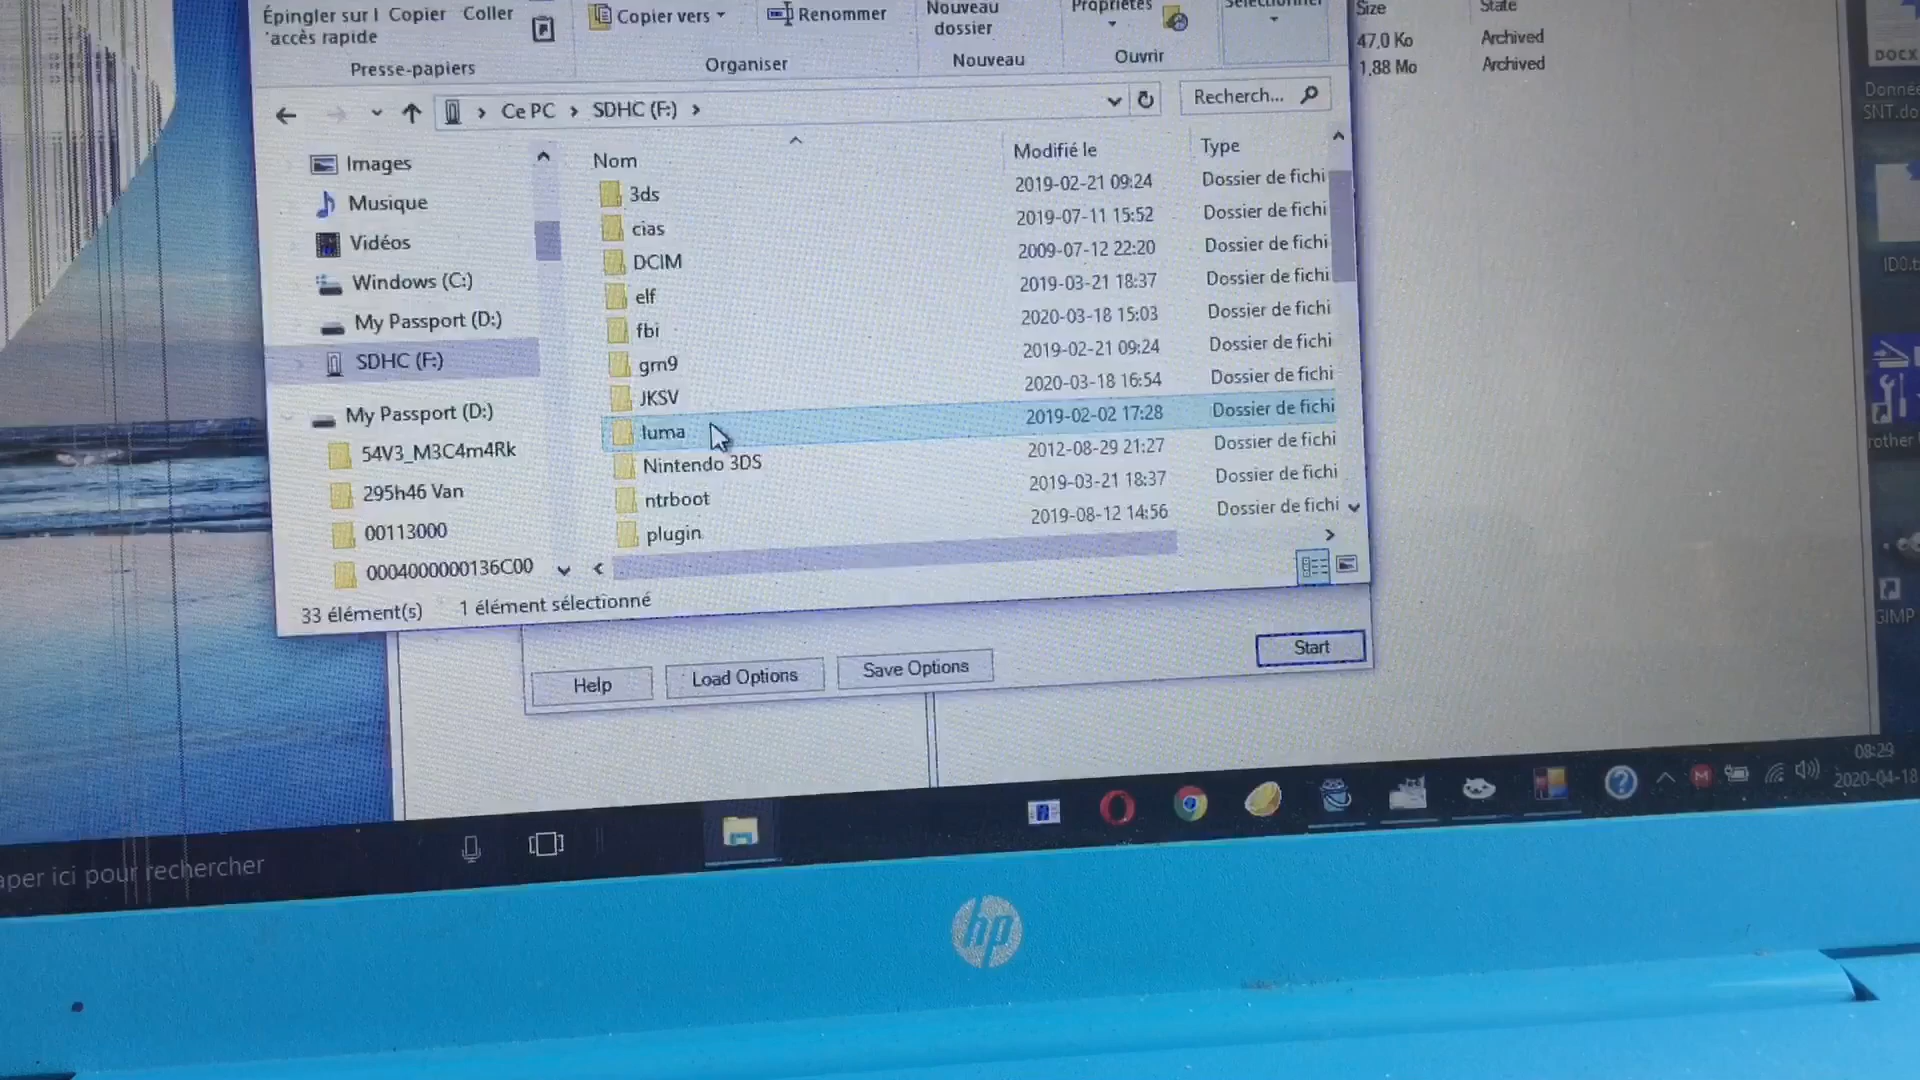 Épingler sur l
'accès rapide
Copier
Coller
Copier vers
Renommer
Nouveau
dossier
Propriétés
Sélectionner
Presse-papiers
Organiser
Nouveau
Ouvrir
Size
State
47.0 Ko
Archived
1.88 Mo
Archived
Ce PC
SDHC (F:)
Recherch...
Images
Musique
Vidéos
Windows (C:)
My Passport (D:)
SDHC (F:)
My Passport (D:)
54V3_M3C4m4Rk
295h46 Van
00113000
0004000000136C00
Nom
Modifié le
Type
3ds
2019-02-21 09:24
Dossier de fichi
cias
2019-07-11 15:52
Dossier de fichi
DCIM
2009-07-12 22:20
Dossier de fichi
elf
2019-03-21 18:37
Dossier de fichi
fbi
2020-03-18 15:03
Dossier de fichi
gm9
2019-02-21 09:24
Dossier de fichi
JKSV
2020-03-18 16:54
Dossier de fichi
luma
2019-02-02 17:28
Dossier de fichi
Nintendo 3DS
2012-08-29 21:27
Dossier de fichi
ntrboot
2019-03-21 18:37
Dossier de fichi
plugin
2019-08-12 14:56
Dossier de fichi
33 élément(s)
1 élément sélectionné
Help
Load Options
Save Options
Start
DOCX
Donnée
SNT.do
ID0.t
rother
GIMP
08:29
2020-04-18
aper ici pour rechercher
hp